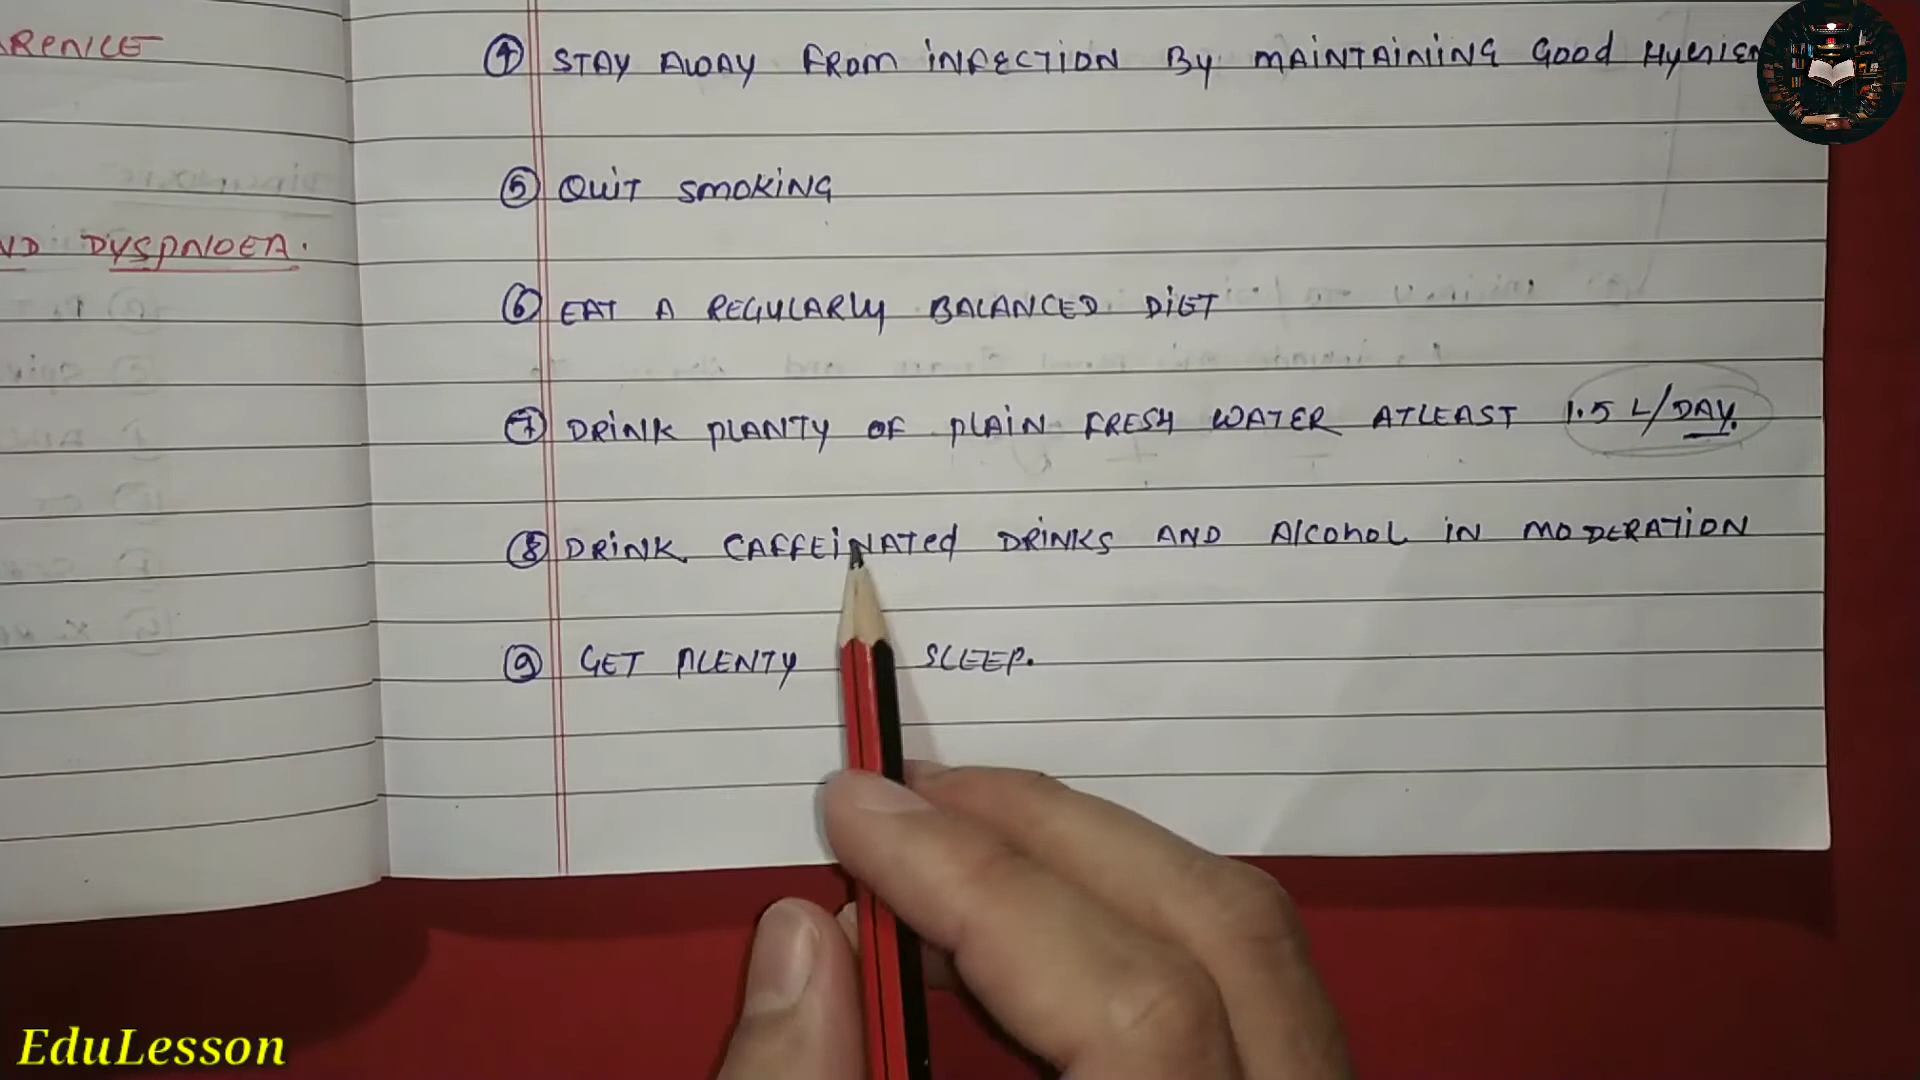 ④ STAY AWAY FROM INFECTION BY MAINTAINING Good HygIEN
⑤ QUIT SMOKING
ND DYSPNOEA.
⑥ EAT A REGULARLY BALANCED DIET
⑦ DRINK PLANTY OF PLAIN FRESH WATER ATLEAST 1.5 L/DAY.
⑧ DRINK CAFFEINATEd DRINKS AND AlcohoL IN MODERATION
⑨ GET PLENTY SLEEP.
EduLesson